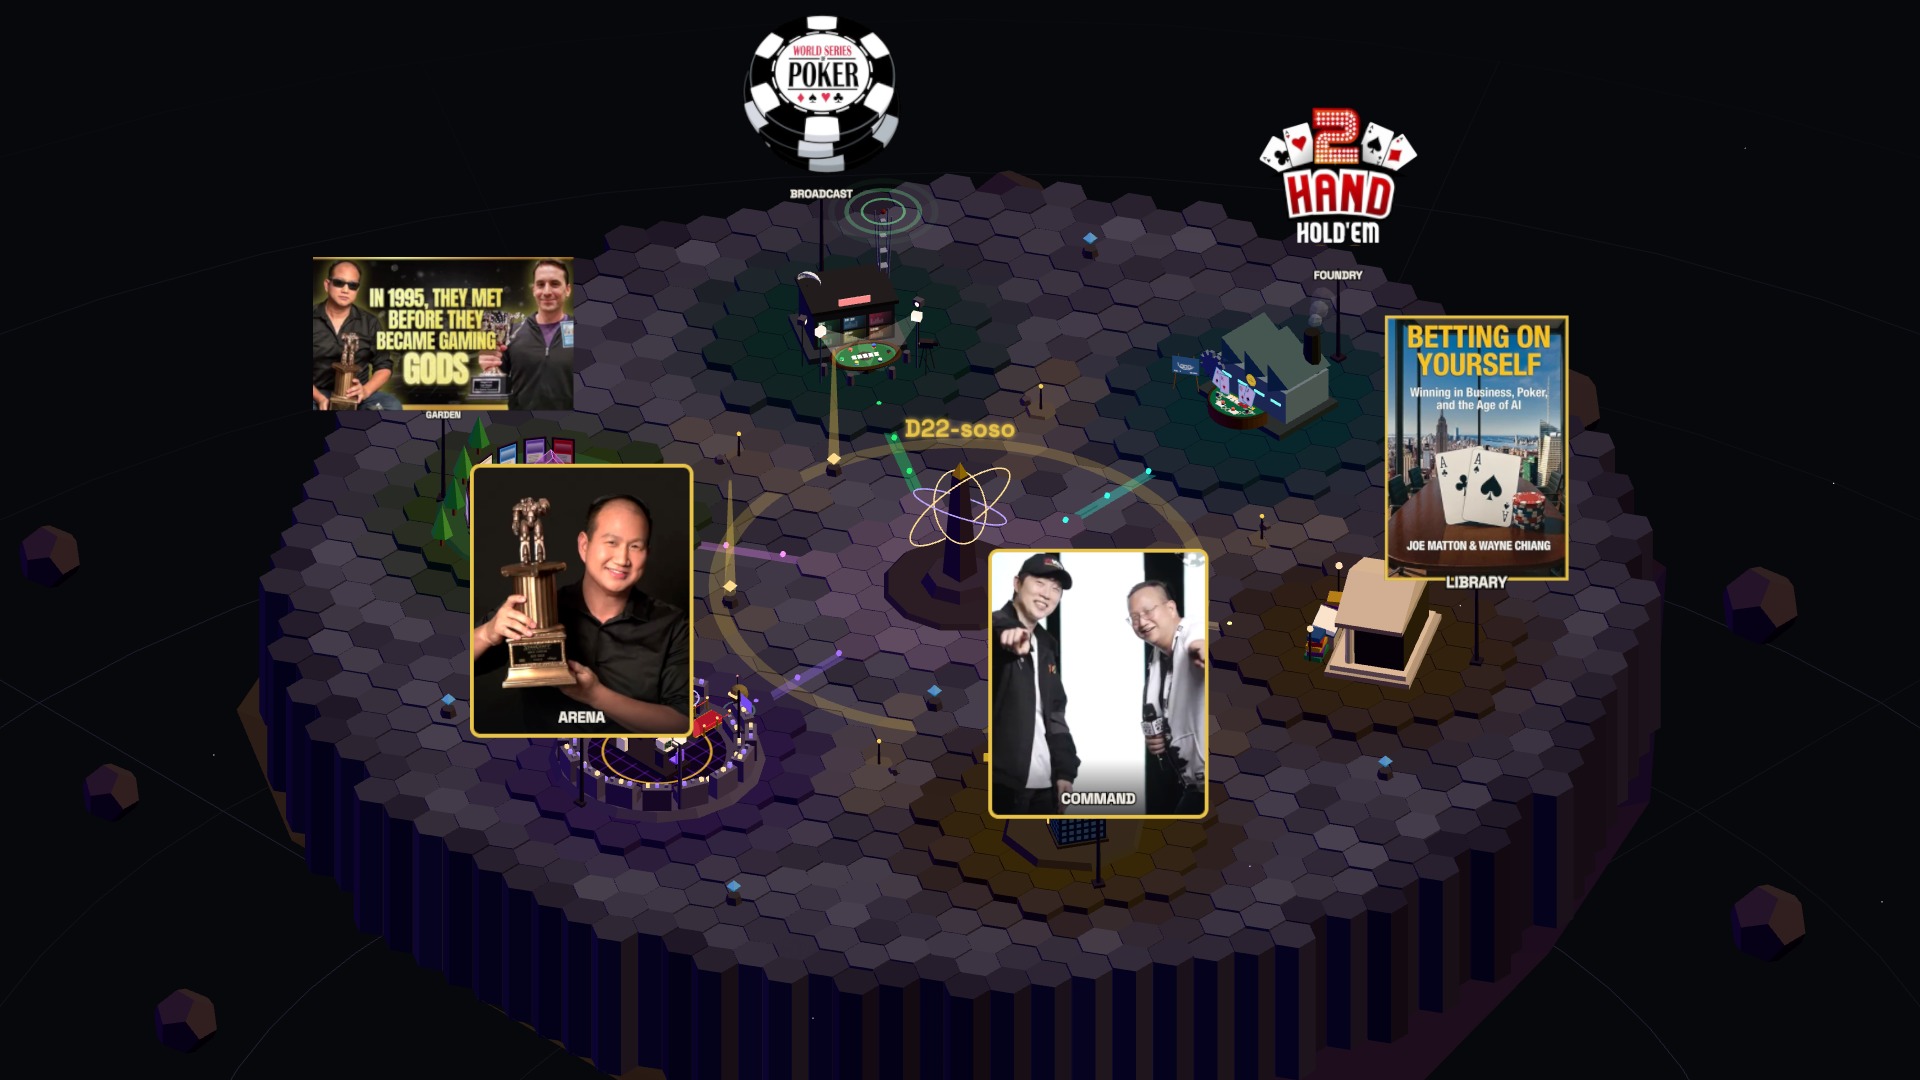 WORLD SERIES
OF
POKER
BROADCAST
2
HAND
HOLD'EM
FOUNDRY
IN 1995, THEY MET
BEFORE THEY
BECAME GAMING
GODS
GARDEN
BETTING ON
YOURSELF
Winning in Business, Poker,
and the Age of AI
A
A
A
JOE MATTON & WAYNE CHIANG
LIBRARY
D22-soso
ARENA
COMMAND